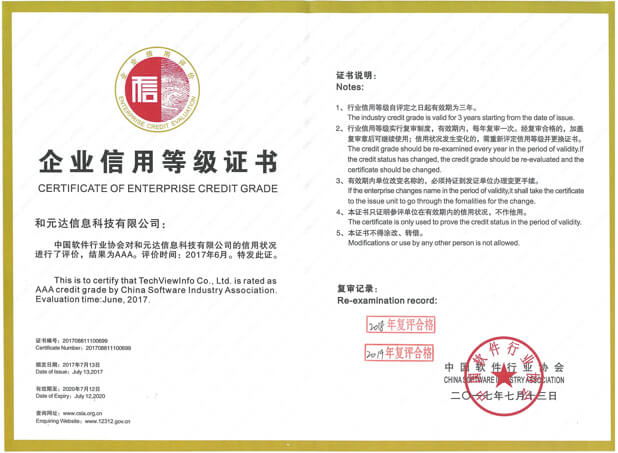 企业信用评价
信
ENTERPRISE CREDIT EVALUATION
企业信用等级证书
CERTIFICATE OF ENTERPRISE CREDIT GRADE
和元达信息科技有限公司：
中国软件行业协会对和元达信息科技有限公司的信用状况
进行了评价，结果为AAA。评价时间：2017年6月。特发此证。
This is to certify that TechViewInfo Co., Ltd. is rated as
AAA credit grade by China Software Industry Association.
Evaluation time:June, 2017.
证书编号：201708811100699
Certificate Number：201708811100699
颁发日期：2017年7月13日
Date of Issue：July 13,2017
有效期至：2020年7月12日
Date of Expiry：July 12,2020
查询网址：www.csia.org.cn
Enquiring Website：www.12312.gov.cn
证书说明：
Notes:
1、行业信用等级自评定之日起有效期为三年。
The industry credit grade is valid for 3 years starting from the date of issue.
2、行业信用等级实行复审制度，有效期内，每年复审一次。经复审合格的，加盖
复审章后可继续使用；信用状况发生变化的，需重新评定信用等级并更换证书。
The credit grade should be re-examined every year in the period of validity.If
the credit status has changed, the credit grade should be re-evaluated and the
certificate should be changed.
3、有效期内单位改变名称的，必须持证到发证单位办理变更手续。
If the enterprise changes name in the period of validity,it shall take the certificate
to the issue unit to go through the fomalities for the change.
4、本证书只证明参评单位在有效期内的信用状况，不作他用。
The certificate is only used to prove the credit status in the period of validity.
5、本证书不得涂改、转借。
Modifications or use by any other person is not allowed.
复审记录：
Re-examination record:
2018年复评合格
2019年复评合格
中国软件行业协会
CHINA SOFTWARE INDUSTRY ASSOCIATION
二〇一七年七月十三日